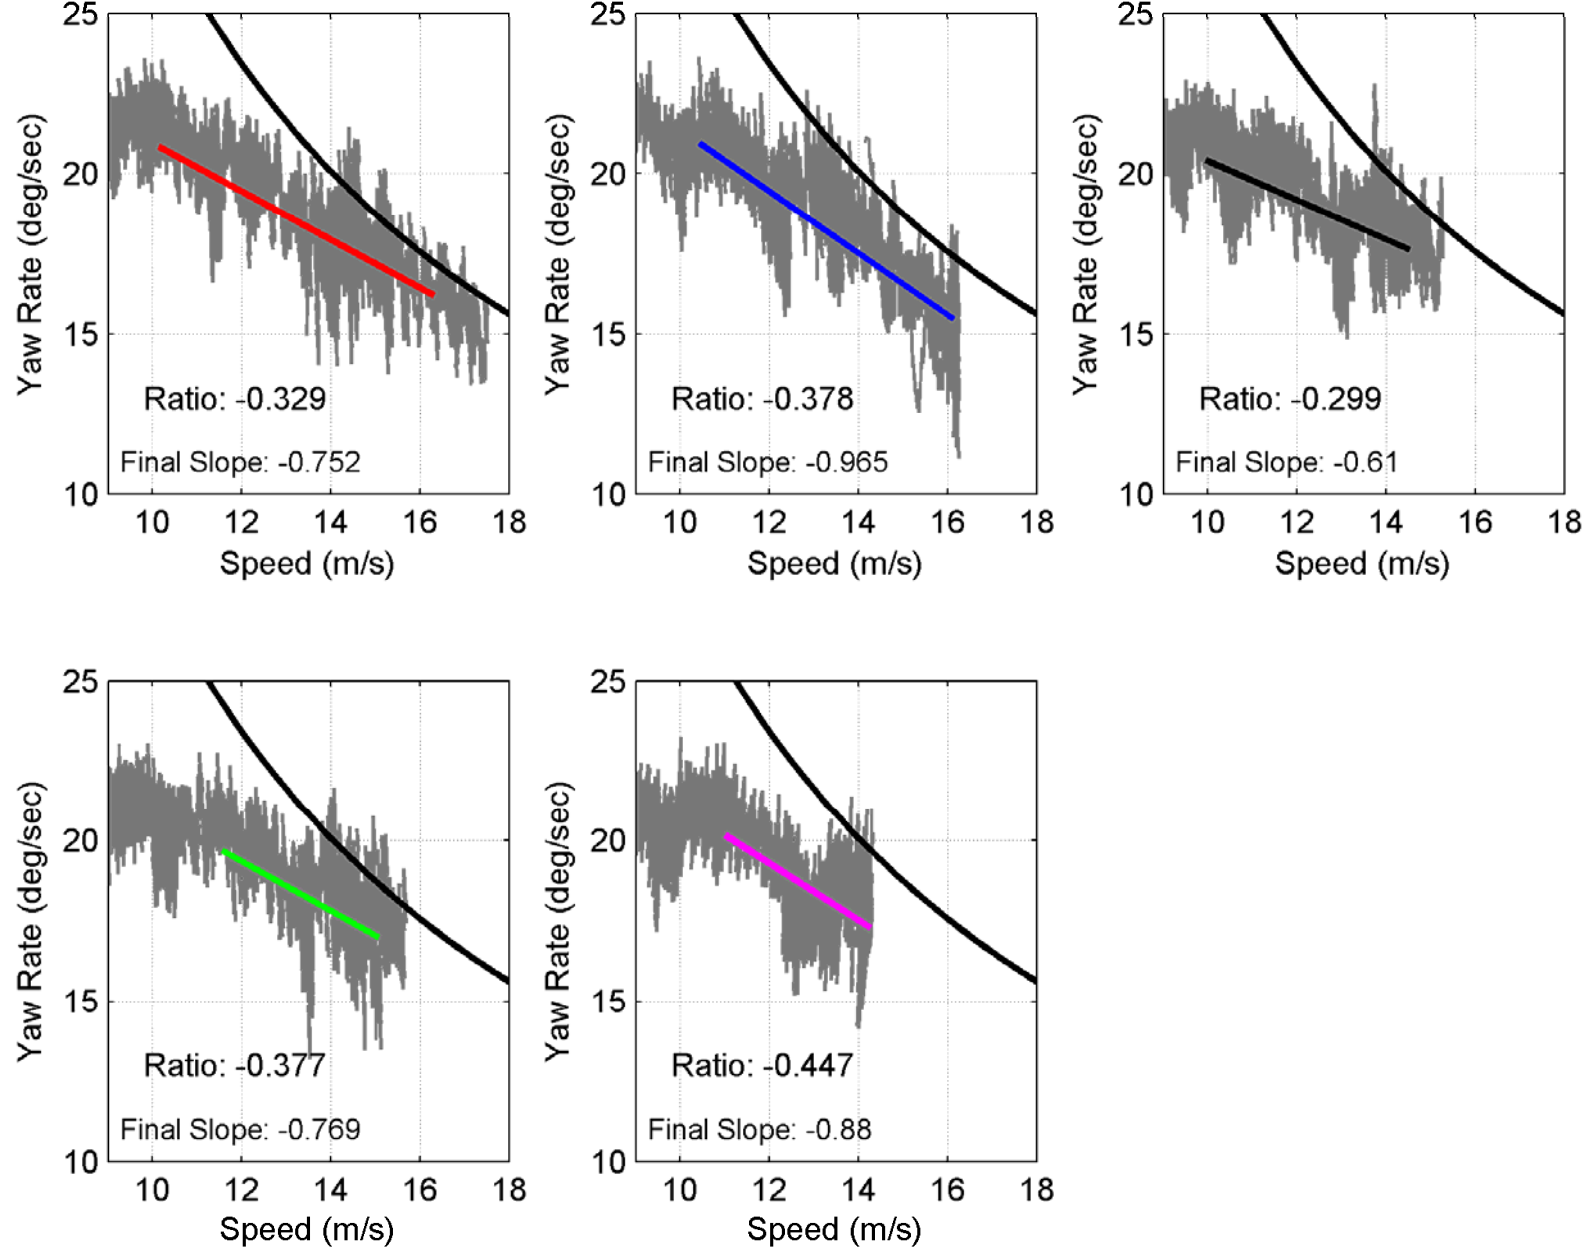 25
20
15
10
Yaw Rate (deg/sec)
Ratio: -0.329
Final Slope: -0.752
10 12 14 16 18
Speed (m/s)
25
20
15
10
Yaw Rate (deg/sec)
Ratio: -0.378
Final Slope: -0.965
10 12 14 16 18
Speed (m/s)
25
20
15
10
Yaw Rate (deg/sec)
Ratio: -0.299
Final Slope: -0.61
10 12 14 16 18
Speed (m/s)
25
20
15
10
Yaw Rate (deg/sec)
Ratio: -0.377
Final Slope: -0.769
10 12 14 16 18
Speed (m/s)
25
20
15
10
Yaw Rate (deg/sec)
Ratio: -0.447
Final Slope: -0.88
10 12 14 16 18
Speed (m/s)